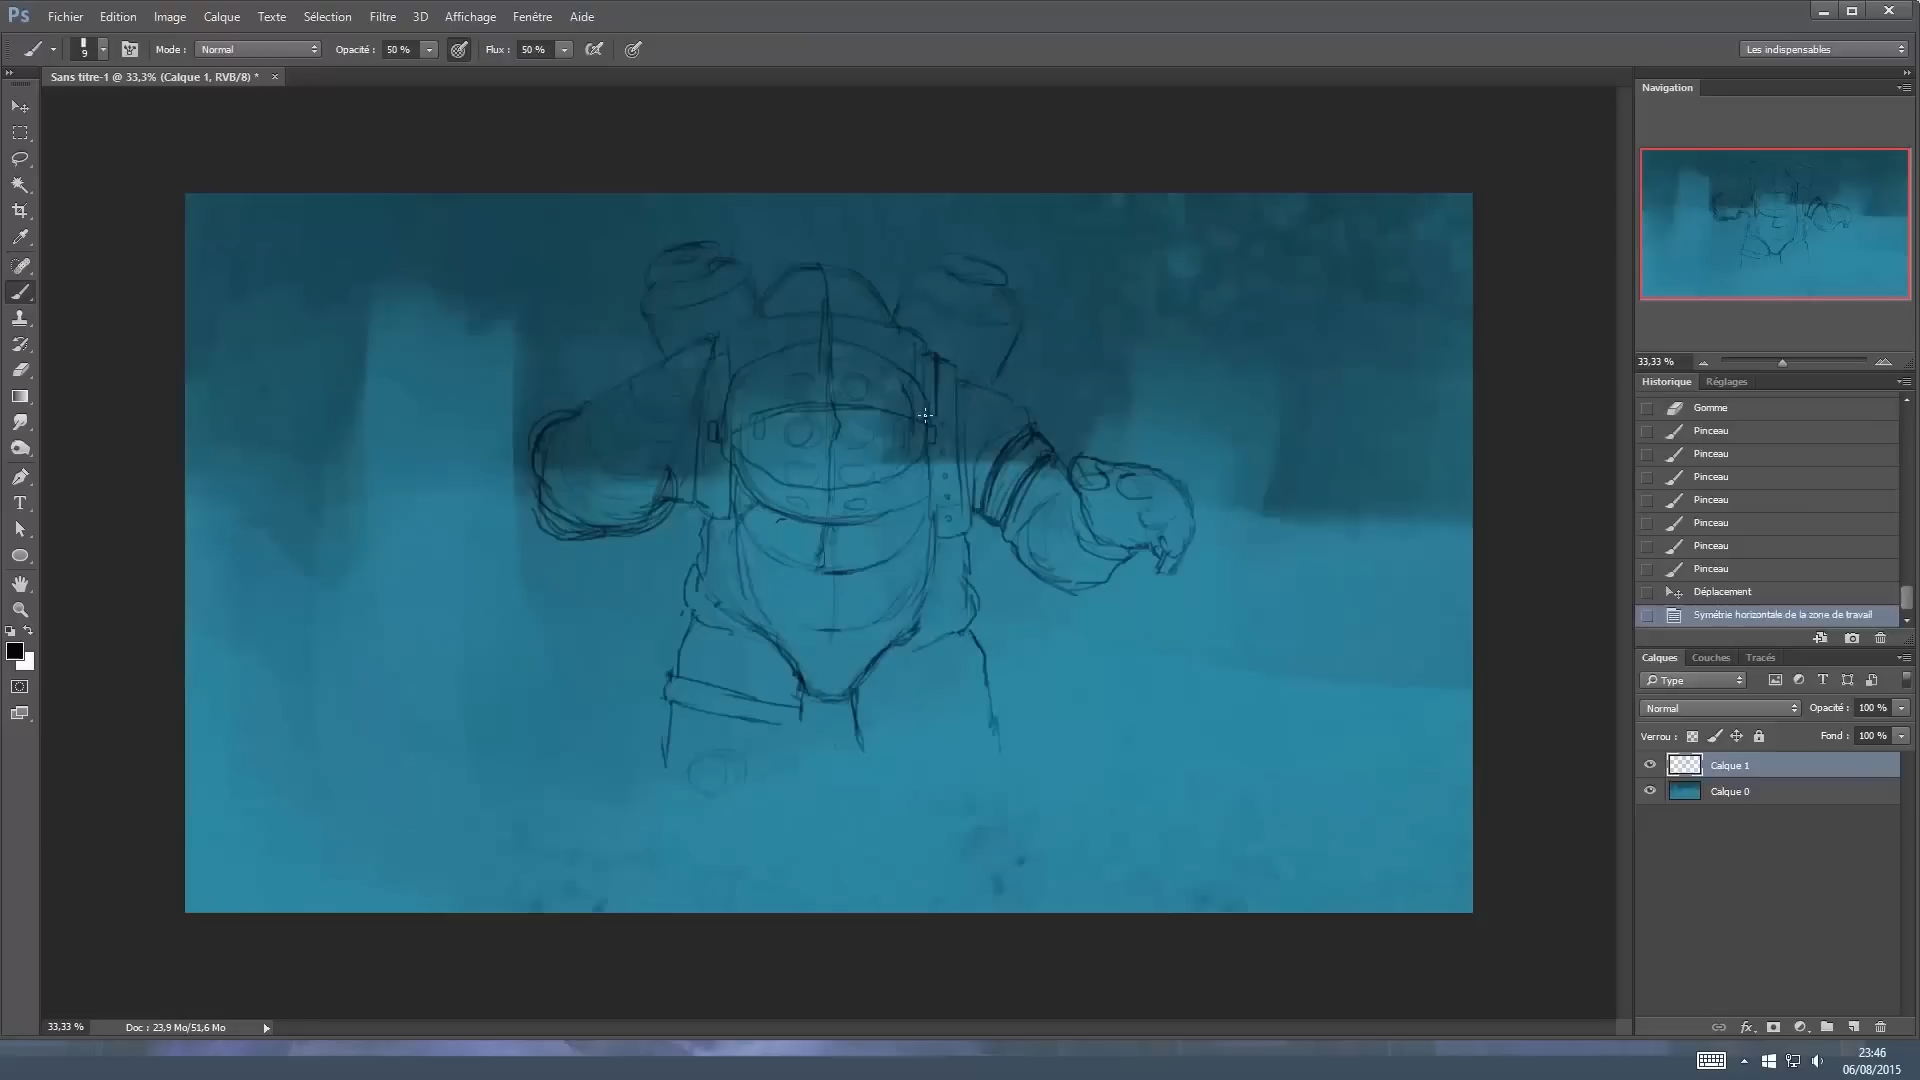 Ps Fichier Edition Image Calque Texte Sélection Filtre 3D Affichage Fenêtre Aide
9 Mode : Normal Opacité : 50 % Flux : 50 % Les indispensables
Sans titre-1 @ 33,3% (Calque 1, RVB/8) *
Navigation
33,33 %
Historique Réglages
Gomme
Pinceau
Pinceau
Pinceau
Pinceau
Pinceau
Pinceau
Pinceau
Déplacement
Symétrie horizontale de la zone de travail
Calques Couches Tracés
Type
Normal Opacité : 100 %
Verrou : Fond : 100 %
Calque 1
Calque 0
33,33 % Doc : 23,9 Mo/51,6 Mo
23:46
06/08/2015